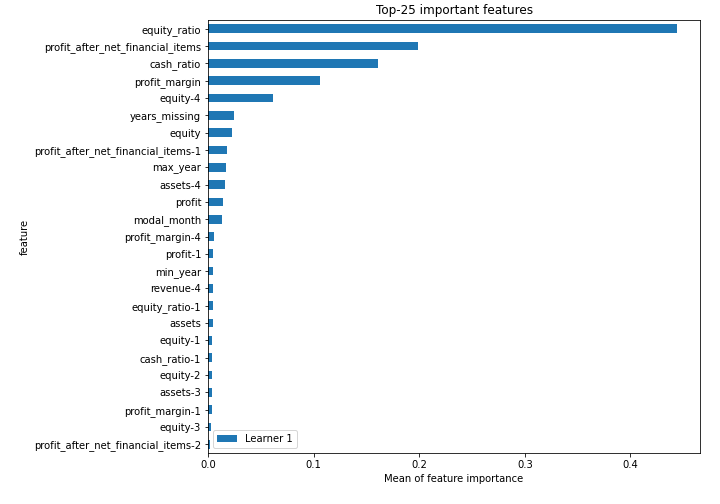 Top-25 important features
equity_ratio
profit_after_net_financial_items
cash_ratio
profit_margin
equity-4
years_missing
equity
profit_after_net_financial_items-1
max_year
assets-4
profit
modal_month
profit_margin-4
profit-1
min_year
revenue-4
equity_ratio-1
assets
equity-1
cash_ratio-1
equity-2
assets-3
profit_margin-1
equity-3
profit_after_net_financial_items-2
feature
Learner 1
0.0 0.1 0.2 0.3 0.4
Mean of feature importance